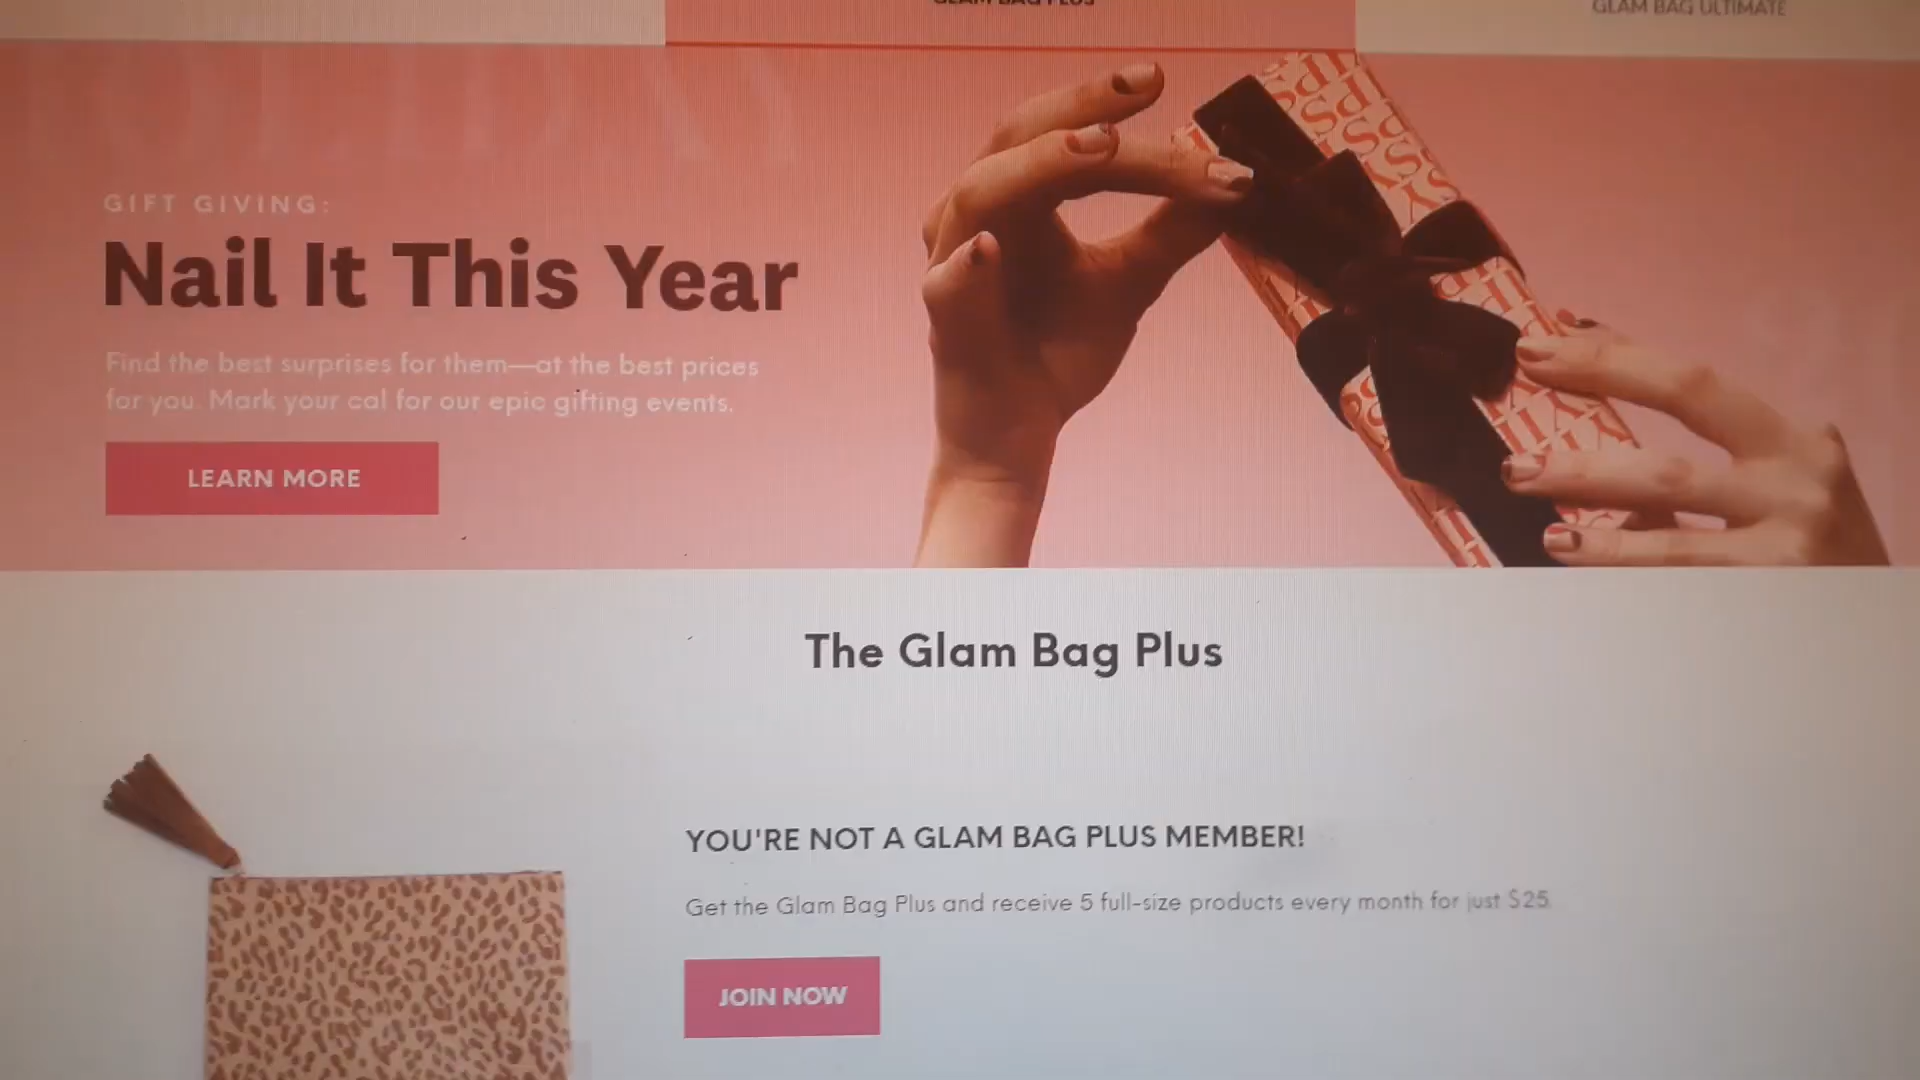 GLAM BAG PLUS
GLAM BAG ULTIMATE
GIFT GIVING:
Nail It This Year
Find the best surprises for them—at the best prices
for you. Mark your cal for our epic gifting events.
LEARN MORE
The Glam Bag Plus
YOU'RE NOT A GLAM BAG PLUS MEMBER!
Get the Glam Bag Plus and receive 5 full-size products every month for just $25.
JOIN NOW